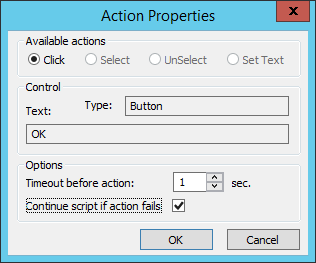 Action Properties
x
Available actions
Click Select UnSelect Set Text
Control
Text: Type: Button
OK
Options
Timeout before action: 1 sec.
Continue script if action fails
OK Cancel